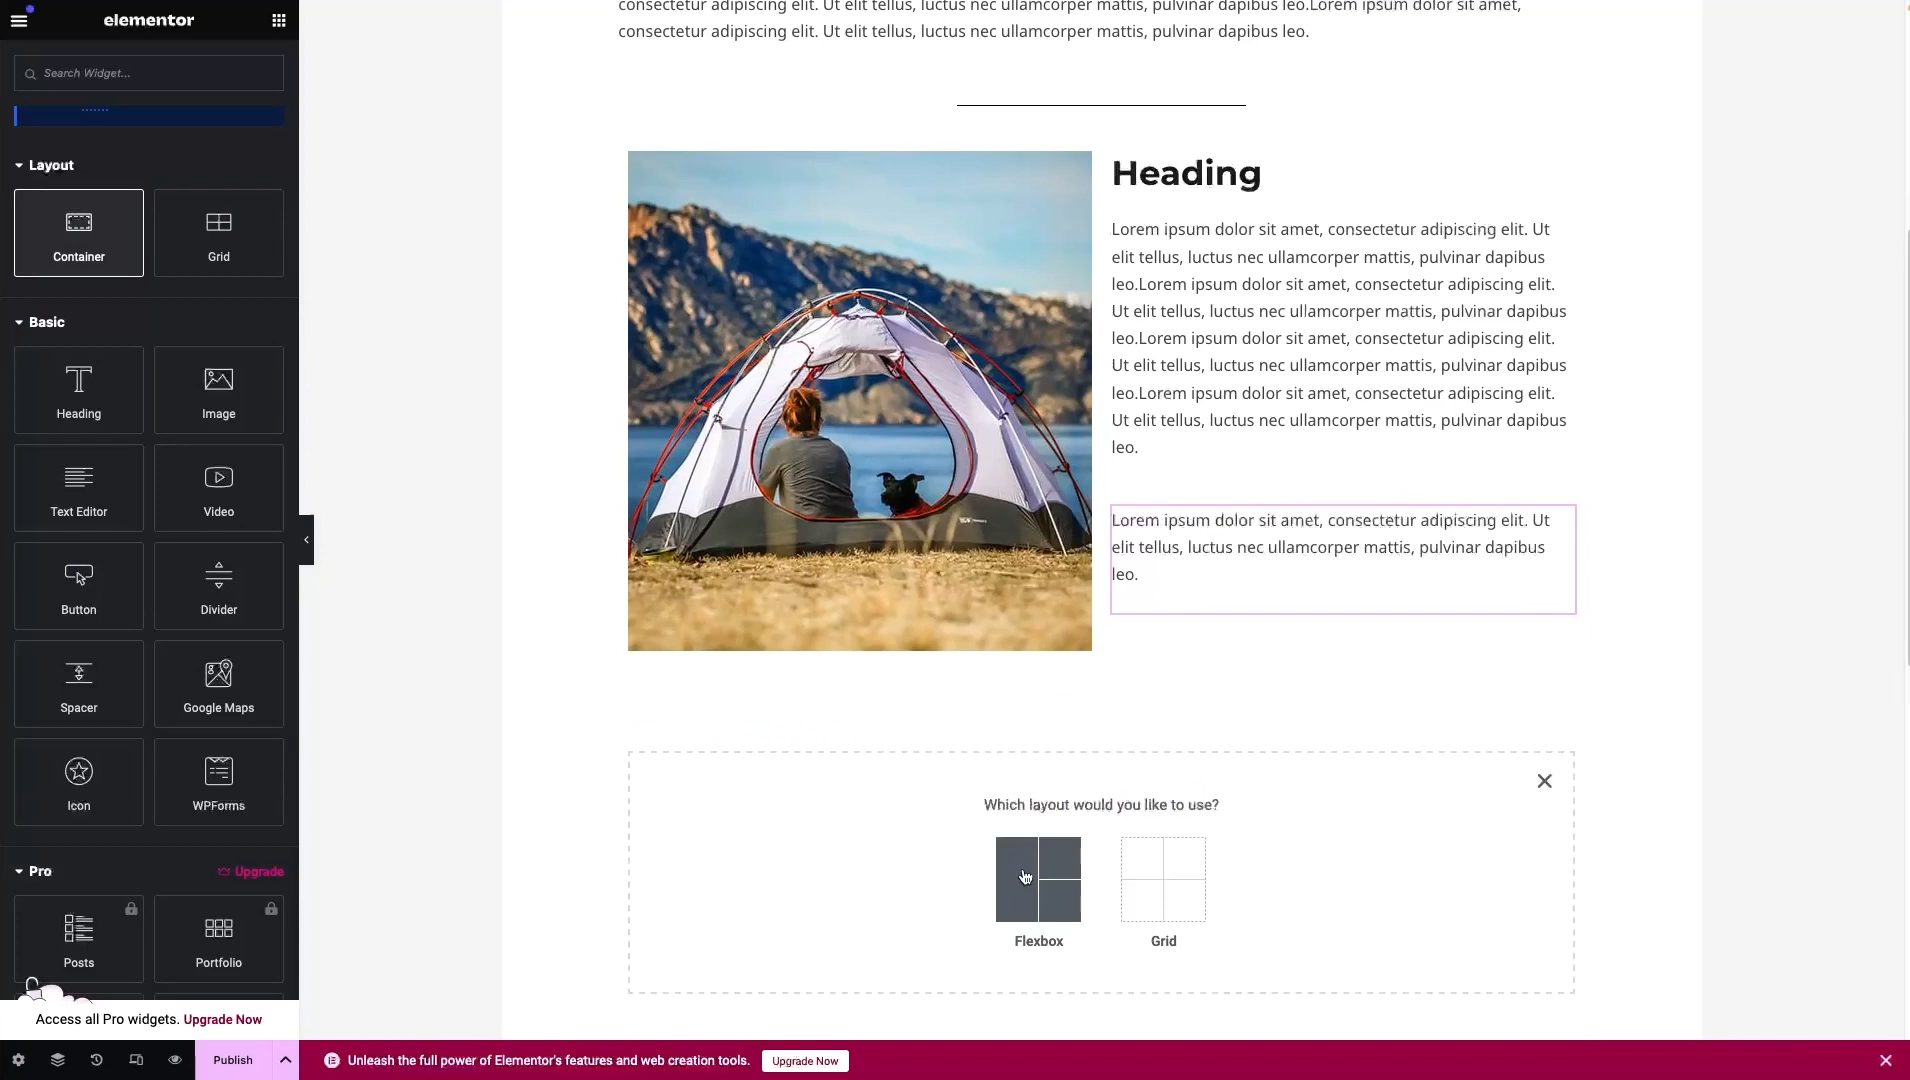 elementor
Search Widget...
Layout
Container
Grid
Basic
Heading
Image
Text Editor
Video
Button
Divider
Spacer
Google Maps
Icon
WPForms
Pro
Upgrade
Posts
Portfolio
Access all Pro widgets. Upgrade Now
Publish
consectetur adipiscing elit. Ut elit tellus, luctus nec ullamcorper mattis, pulvinar dapibus leo.Lorem ipsum dolor sit amet,
consectetur adipiscing elit. Ut elit tellus, luctus nec ullamcorper mattis, pulvinar dapibus leo.
Heading
Lorem ipsum dolor sit amet, consectetur adipiscing elit. Ut
elit tellus, luctus nec ullamcorper mattis, pulvinar dapibus
leo.Lorem ipsum dolor sit amet, consectetur adipiscing elit.
Ut elit tellus, luctus nec ullamcorper mattis, pulvinar dapibus
leo.Lorem ipsum dolor sit amet, consectetur adipiscing elit.
Ut elit tellus, luctus nec ullamcorper mattis, pulvinar dapibus
leo.Lorem ipsum dolor sit amet, consectetur adipiscing elit.
Ut elit tellus, luctus nec ullamcorper mattis, pulvinar dapibus
leo.
Lorem ipsum dolor sit amet, consectetur adipiscing elit. Ut
elit tellus, luctus nec ullamcorper mattis, pulvinar dapibus
leo.
Which layout would you like to use?
Flexbox
Grid
Unleash the full power of Elementor's features and web creation tools.
Upgrade Now